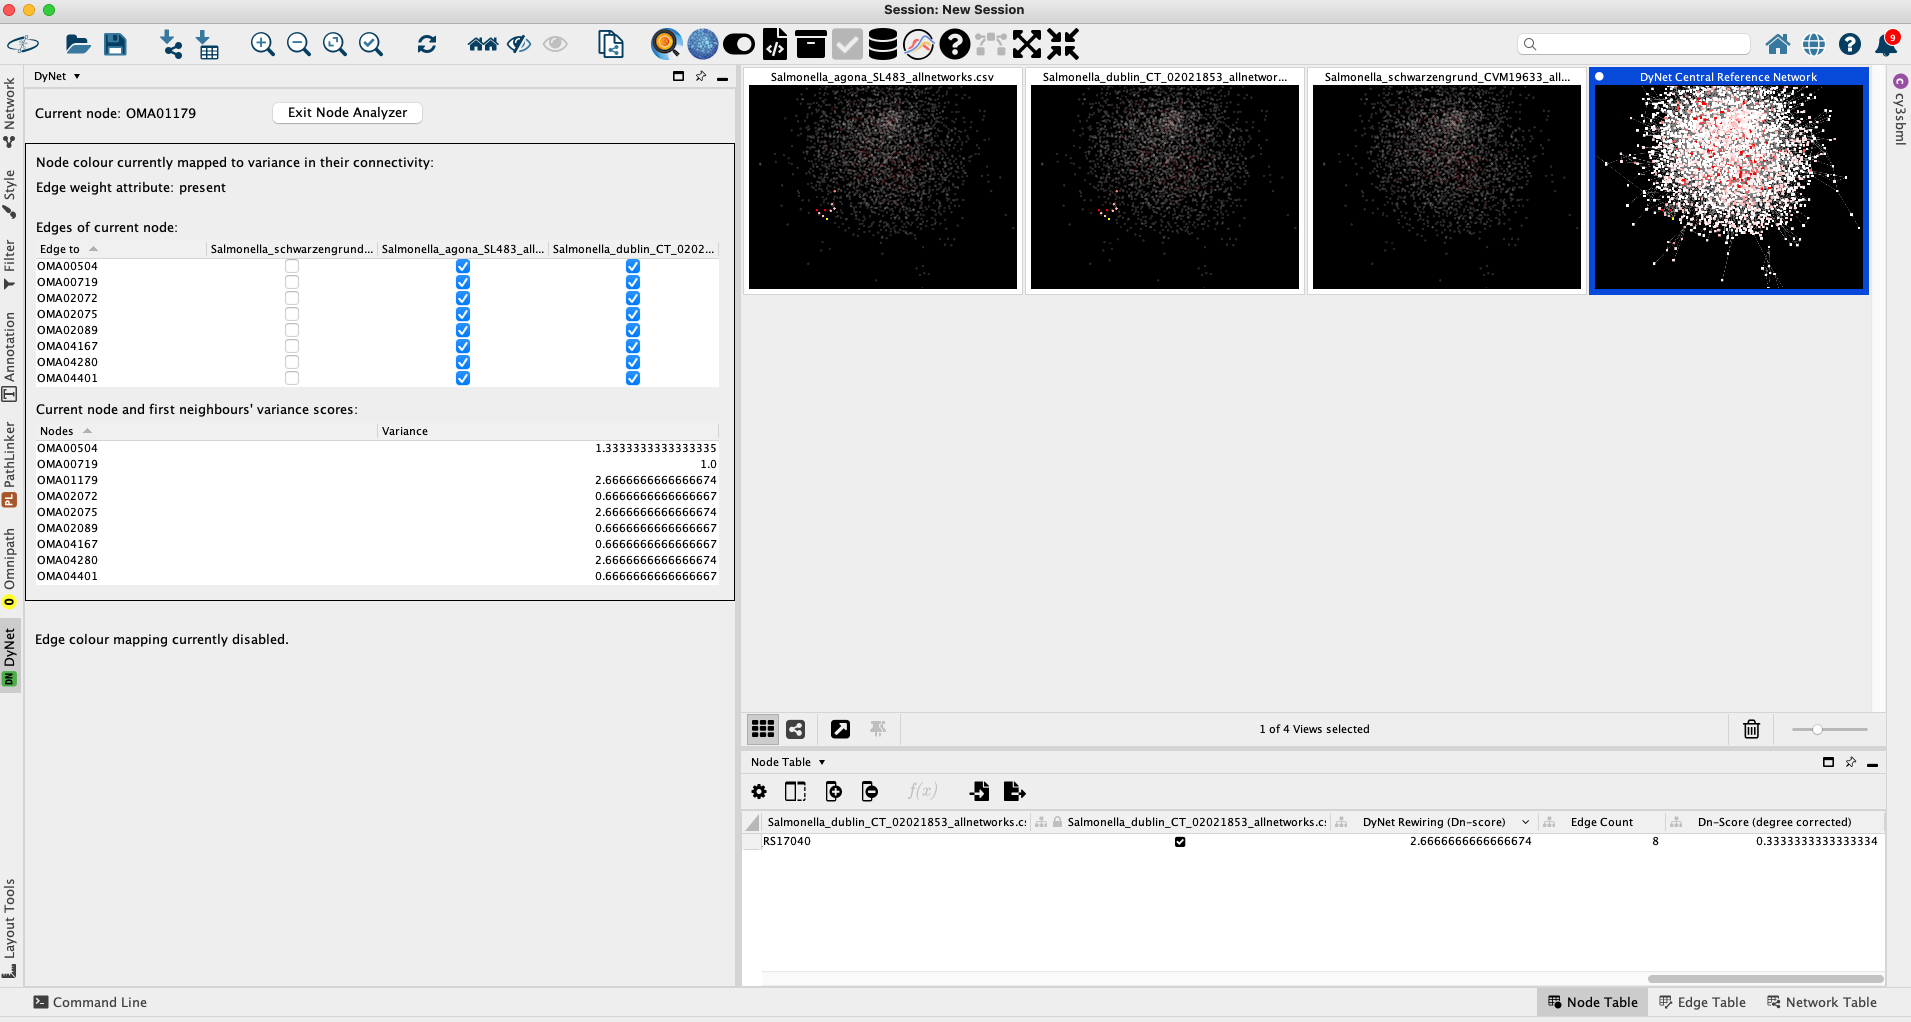 Session: New Session
9
DyNet
Current node: OMA01179
Exit Node Analyzer
Node colour currently mapped to variance in their connectivity:
Edge weight attribute: present
Edges of current node:
Edge to Salmonella_schwarzengrund... Salmonella_agona_SL483_all... Salmonella_dublin_CT_0202...
OMA00504
OMA00719
OMA02072
OMA02075
OMA02089
OMA04167
OMA04280
OMA04401
Current node and first neighbours' variance scores:
Nodes Variance
OMA00504 1.3333333333333335
OMA00719 1.0
OMA01179 2.6666666666666674
OMA02072 0.6666666666666667
OMA02075 2.6666666666666674
OMA02089 0.6666666666666667
OMA04167 0.6666666666666667
OMA04280 2.6666666666666674
OMA04401 0.6666666666666667
Edge colour mapping currently disabled.
Network
Style
Filter
Annotation
T
PathLinker
PL
Omnipath
O
DyNet
DN
Layout Tools
Salmonella_agona_SL483_allnetworks.csv
Salmonella_dublin_CT_02021853_allnetwor...
Salmonella_schwarzengrund_CVM19633_all...
DyNet Central Reference Network
cy3sbml
1 of 4 Views selected
Node Table
f(x)
Salmonella_dublin_CT_02021853_allnetworks.c: Salmonella_dublin_CT_02021853_allnetworks.c: DyNet Rewiring (Dn-score) Edge Count Dn-Score (degree corrected)
RS17040 2.6666666666666674 8 0.3333333333333334
Command Line
Node Table
Edge Table
Network Table